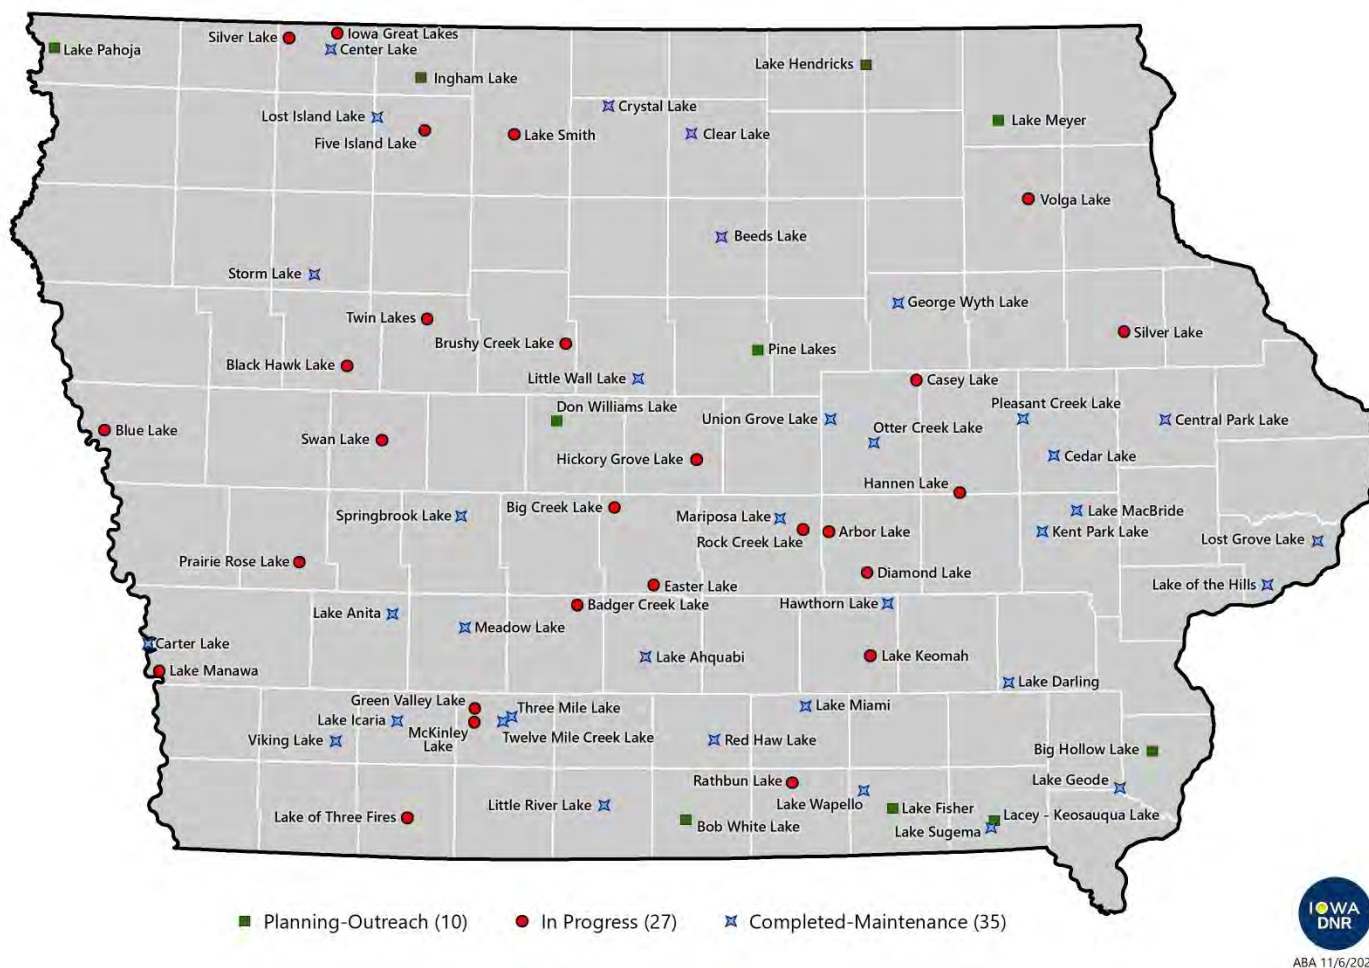 Silver Lake
Iowa Great Lakes
Lake Pahoja
Center Lake
Lake Hendricks
Ingham Lake
Crystal Lake
Lost Island Lake
Lake Meyer
Five Island Lake
Lake Smith
Clear Lake
Volga Lake
Beeds Lake
Storm Lake
George Wyth Lake
Twin Lakes
Silver Lake
Brushy Creek Lake
Pine Lakes
Black Hawk Lake
Little Wall Lake
Casey Lake
Don Williams Lake
Pleasant Creek Lake
Union Grove Lake
Central Park Lake
Blue Lake
Otter Creek Lake
Swan Lake
Cedar Lake
Hickory Grove Lake
Hannen Lake
Big Creek Lake
Lake MacBride
Springbrook Lake
Mariposa Lake
Rock Creek Lake
Arbor Lake
Kent Park Lake
Lost Grove Lake
Prairie Rose Lake
Diamond Lake
Easter Lake
Lake of the Hills
Badger Creek Lake
Hawthorn Lake
Lake Anita
Meadow Lake
Carter Lake
Lake Ahquabi
Lake Keomah
Lake Manawa
Lake Darling
Green Valley Lake
Three Mile Lake
Lake Miami
Lake Icaria
McKinley
Lake
Twelve Mile Creek Lake
Viking Lake
Red Haw Lake
Big Hollow Lake
Rathbun Lake
Lake Geode
Lake Wapello
Little River Lake
Lake Fisher
Lake of Three Fires
Bob White Lake
Lacey - Keosauqua Lake
Lake Sugema
Planning-Outreach (10)
In Progress (27)
Completed-Maintenance (35)
IOWA
DNR
ABA